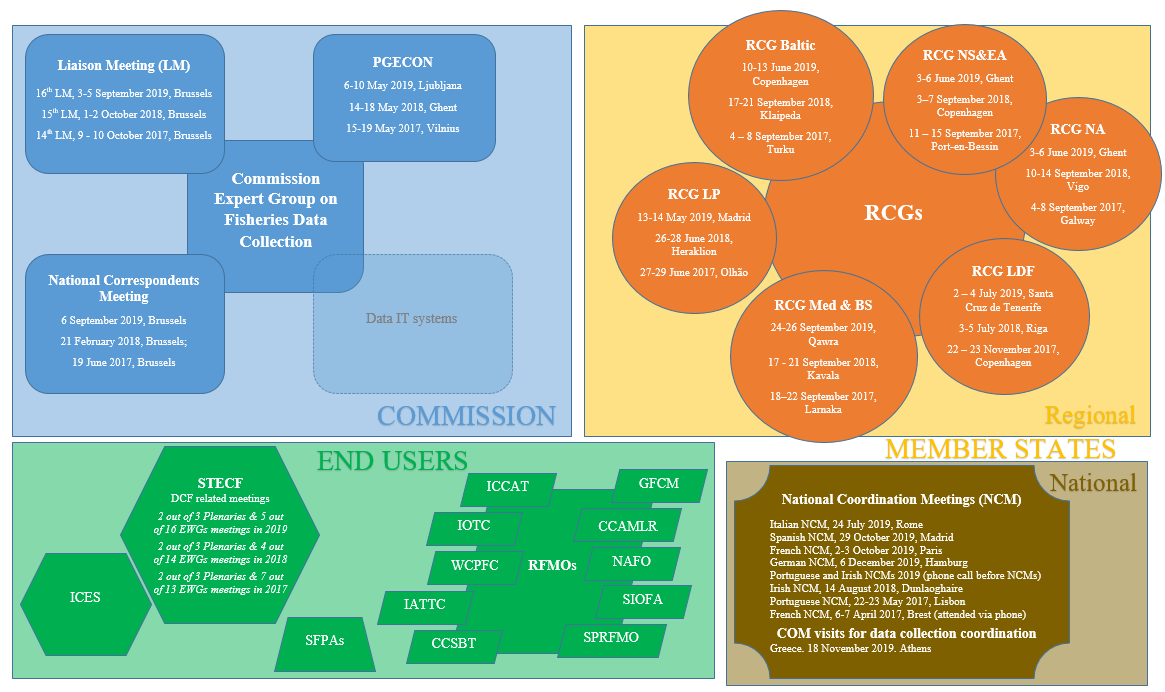 Liaison Meeting (LM)
16th LM, 3-5 September 2019, Brussels
15th LM, 1-2 October 2018, Brussels
14th LM, 9 - 10 October 2017, Brussels
PGECON
6-10 May 2019, Ljubljana
14-18 May 2018, Ghent
15-19 May 2017, Vilnius
Commission
Expert Group on
Fisheries Data
Collection
National Correspondents
Meeting
6 September 2019, Brussels
21 February 2018, Brussels;
19 June 2017, Brussels
Data IT systems
COMMISSION
RCG Baltic
10-13 June 2019,
Copenhagen
17-21 September 2018,
Klaipeda
4 – 8 September 2017,
Turku
RCG NS&EA
3-6 June 2019, Ghent
3–7 September 2018,
Copenhagen
11 – 15 September 2017,
Port-en-Bessin
RCG NA
3-6 June 2019, Ghent
10-14 September 2018,
Vigo
4-8 September 2017,
Galway
RCG LP
13-14 May 2019, Madrid
26-28 June 2018,
Heraklion
27-29 June 2017, Olhão
RCGs
RCG LDF
2 – 4 July 2019, Santa
Cruz de Tenerife
3-5 July 2018, Riga
22 – 23 November 2017,
Copenhagen
RCG Med & BS
24-26 September 2019,
Qawra
17 - 21 September 2018,
Kavala
18–22 September 2017,
Larnaka
Regional
MEMBER STATES
END USERS
STECF
DCF related meetings
2 out of 3 Plenaries & 5 out
of 16 EWGs meetings in 2019
2 out of 3 Plenaries & 4 out
of 14 EWGs meetings in 2018
2 out of 3 Plenaries & 7 out
of 13 EWGs meetings in 2017
ICES
SFPAs
ICCAT
GFCM
IOTC
CCAMLR
WCPFC
RFMOs
NAFO
IATTC
SIOFA
CCSBT
SPRFMO
National
National Coordination Meetings (NCM)
Italian NCM, 24 July 2019, Rome
Spanish NCM, 29 October 2019, Madrid
French NCM, 2-3 October 2019, Paris
German NCM, 6 December 2019, Hamburg
Portuguese and Irish NCMs 2019 (phone call before NCMs)
Irish NCM, 14 August 2018, Dunlaoghaire
Portuguese NCM, 22-23 May 2017, Lisbon
French NCM, 6-7 April 2017, Brest (attended via phone)
COM visits for data collection coordination
Greece. 18 November 2019. Athens